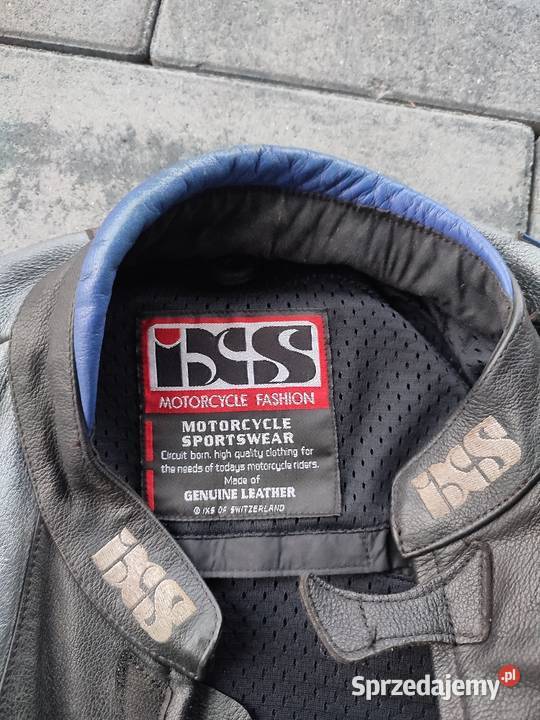 iXS
MOTORCYCLE FASHION
MOTORCYCLE
SPORTSWEAR
Circuit born. high quality clothing for
the needs of todays motorcycle riders.
Made of
GENUINE LEATHER
© IXS OF SWITZERLAND
iXS
iXS
Sprzedajemy.pl